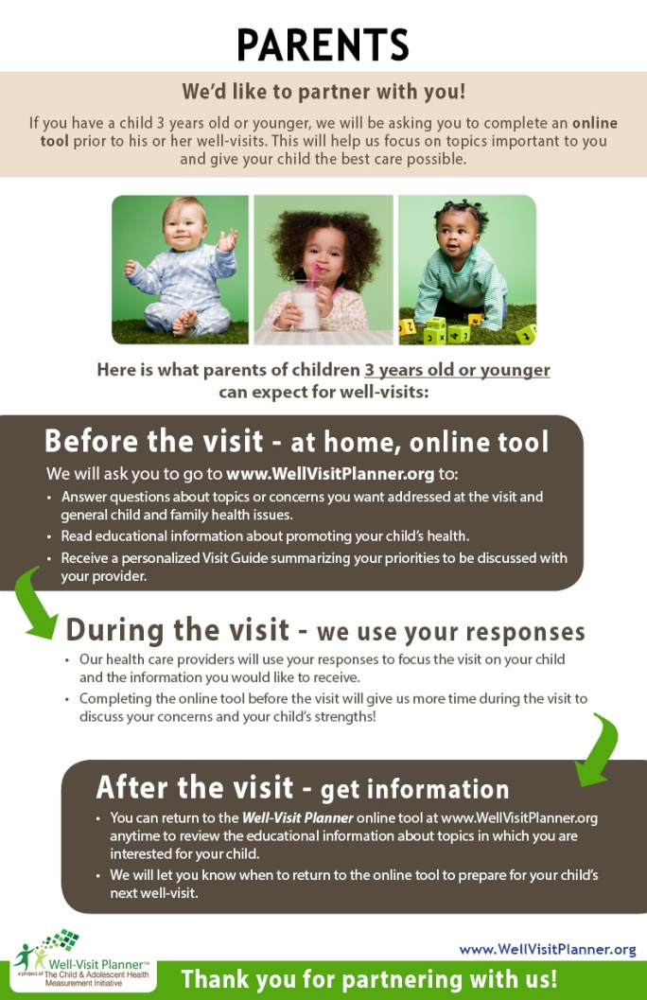 PARENTS
We'd like to partner with you!
If you have a child 3 years old or younger, we will be asking you to complete an online
tool prior to his or her well-visits. This will help us focus on topics important to you
and give your child the best care possible.
Here is what parents of children 3 years old or younger
can expect for well-visits:
Before the visit - at home, online tool
We will ask you to go to www.WellVisitPlanner.org to:
• Answer questions about topics or concerns you want addressed at the visit and
general child and family health issues.
• Read educational information about promoting your child's health.
• Receive a personalized Visit Guide summarizing your priorities to be discussed with
your provider.
During the visit - we use your responses
• Our health care providers will use your responses to focus the visit on your child
and the information you would like to receive.
• Completing the online tool before the visit will give us more time during the visit to
discuss your concerns and your child's strengths!
After the visit - get information
• You can return to the Well-Visit Planner online tool at www.WellVisitPlanner.org
anytime to review the educational information about topics in which you are
interested for your child.
• We will let you know when to return to the online tool to prepare for your child's
next well-visit.
www.WellVisitPlanner.org
Well-Visit Planner™
a project of The Child & Adolescent Health
Measurement Initiative
Thank you for partnering with us!